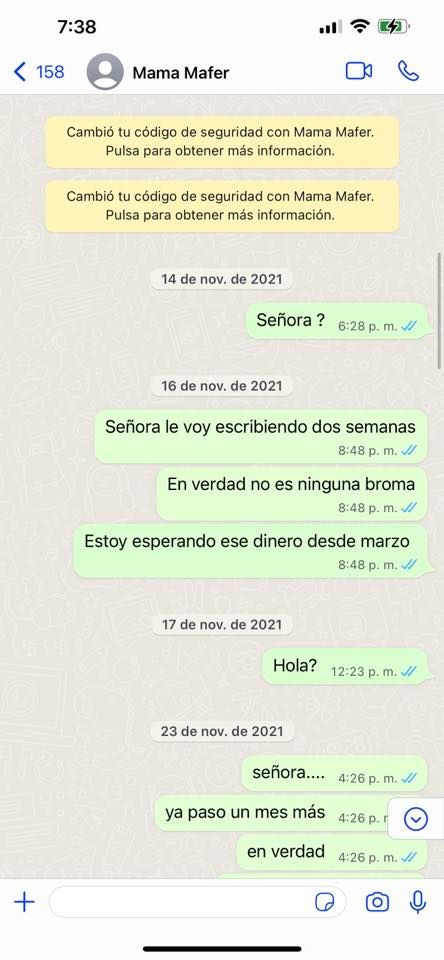 7:38
158
Mama Mafer
Cambió tu código de seguridad con Mama Mafer.
Pulsa para obtener más información.
Cambió tu código de seguridad con Mama Mafer.
Pulsa para obtener más información.
14 de nov. de 2021
Señora ? 6:28 p. m.
16 de nov. de 2021
Señora le voy escribiendo dos semanas
8:48 p. m.
En verdad no es ninguna broma
8:48 p. m.
Estoy esperando ese dinero desde marzo
8:48 p. m.
17 de nov. de 2021
Hola? 12:23 p. m.
23 de nov. de 2021
señora.... 4:26 p. m.
ya paso un mes más 4:26 p.
en verdad 4:26 p. m.